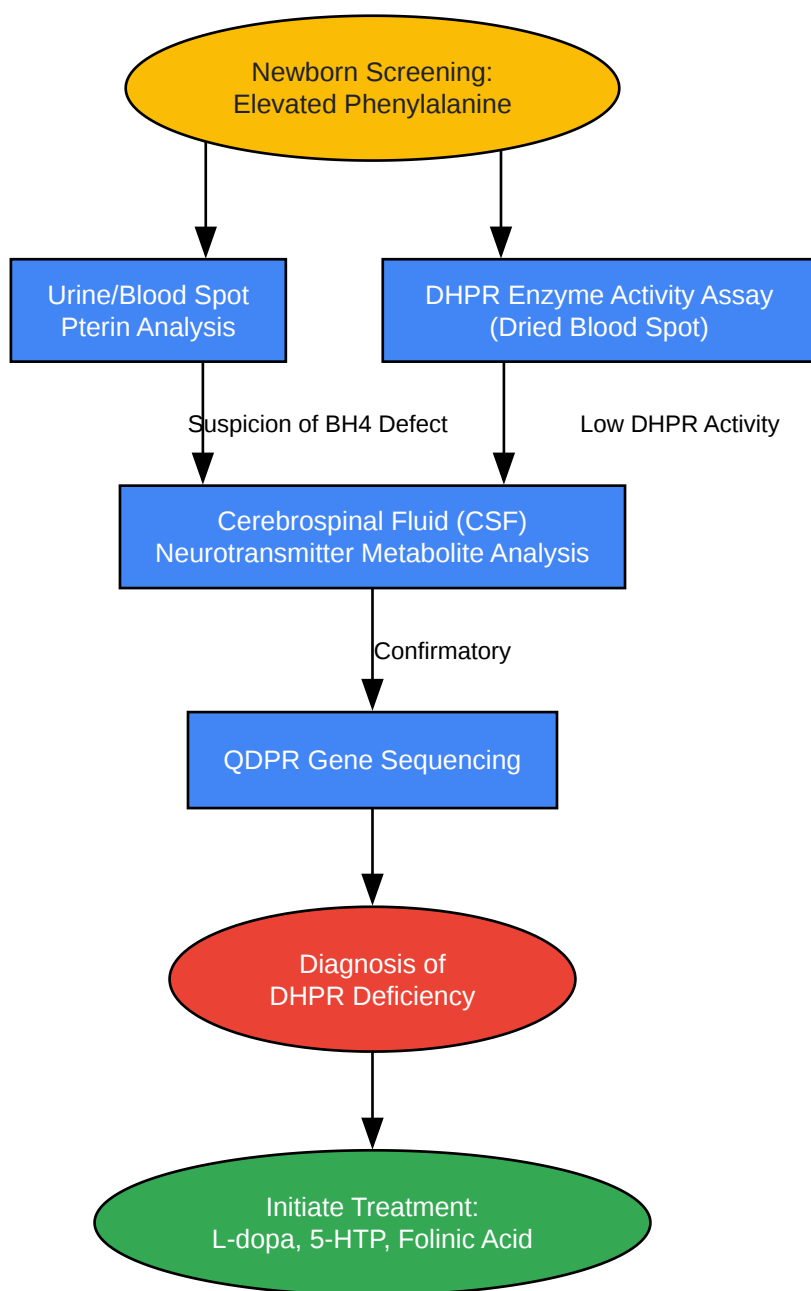 Newborn Screening:
Elevated Phenylalanine
Urine/Blood Spot
Pterin Analysis
DHPR Enzyme Activity Assay
(Dried Blood Spot)
Suspicion of BH4 Defect
Low DHPR Activity
Cerebrospinal Fluid (CSF)
Neurotransmitter Metabolite Analysis
Confirmatory
QDPR Gene Sequencing
Diagnosis of
DHPR Deficiency
Initiate Treatment:
L-dopa, 5-HTP, Folinic Acid